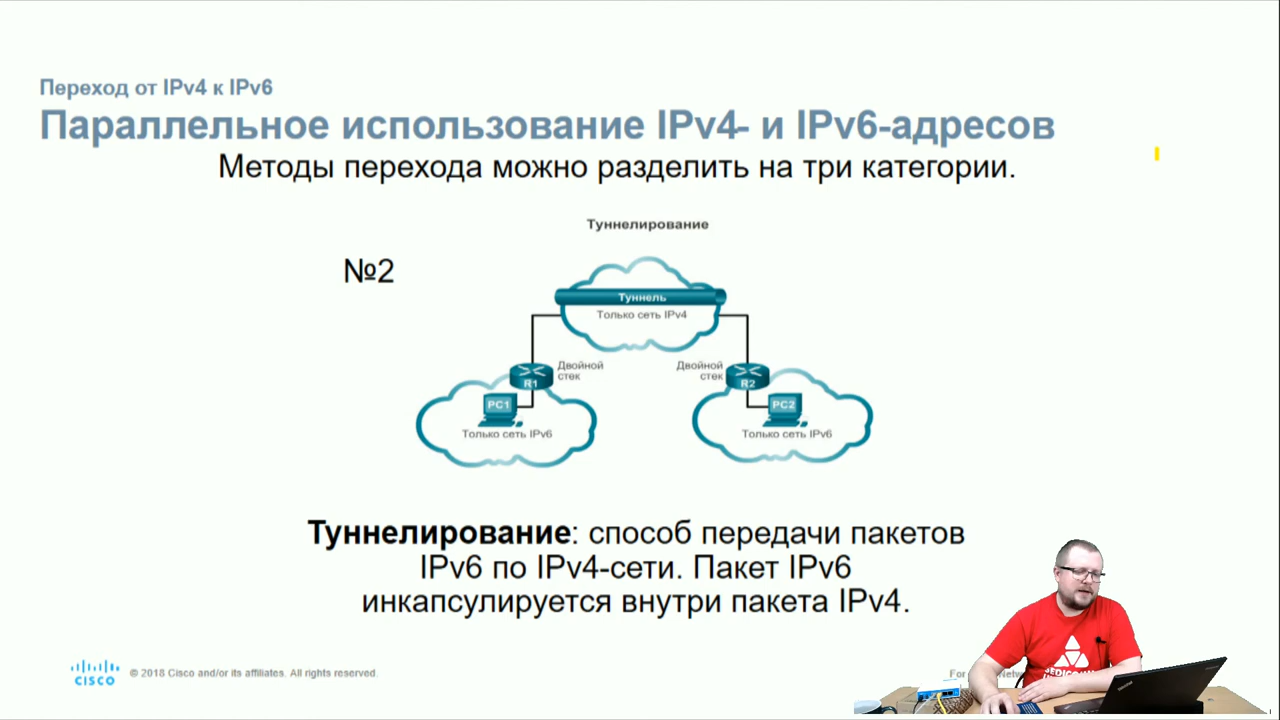 Переход от IPv4 к IPv6
Параллельное использование IPv4- и IPv6-адресов
Методы перехода можно разделить на три категории.
Туннелирование
№2
Туннель
Только сеть IPv4
Двойной
стек
Двойной
стек
R1
R2
PC1
PC2
Только сеть IPv6
Только сеть IPv6
Туннелирование: способ передачи пакетов
IPv6 по IPv4-сети. Пакет IPv6
инкапсулируется внутри пакета IPv4.
CISCO
© 2018 Cisco and/or its affiliates. All rights reserved.